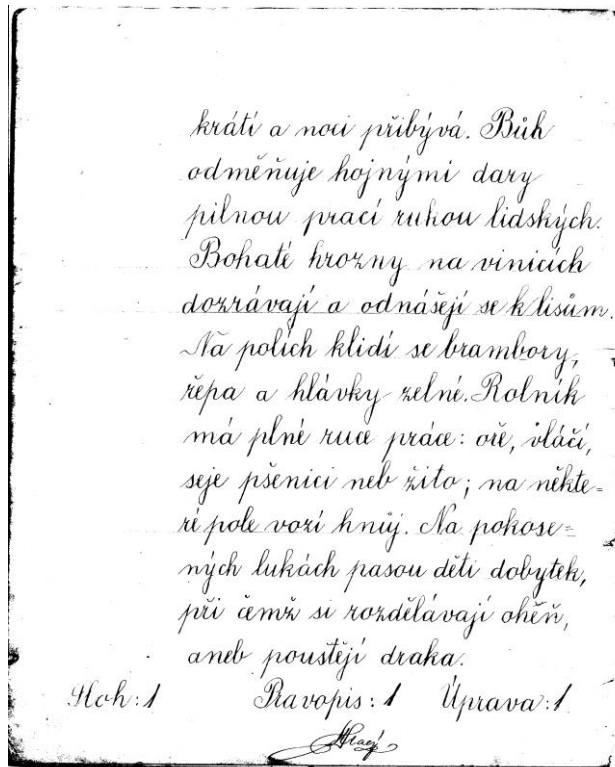 krátí a noci přibývá. Bůh
odměňuje hojnými dary
pilnou prací rukou lidských.
Bohaté hrozny na vinicích
dozrávají a odnášejí se k lisům.
Na polích klidí se brambory,
řepa a hlávky zelné. Rolník
má plné ruce práce: oře, vláčí,
seje pšenici neb žito; na někte=
ré pole vozí hnůj. Na pokose=
ných lukách pasou děti dobytek,
při čemž si rozdělávají oheň,
aneb pouštějí draka.
Sloh: 1 Pravopis: 1 Úprava: 1